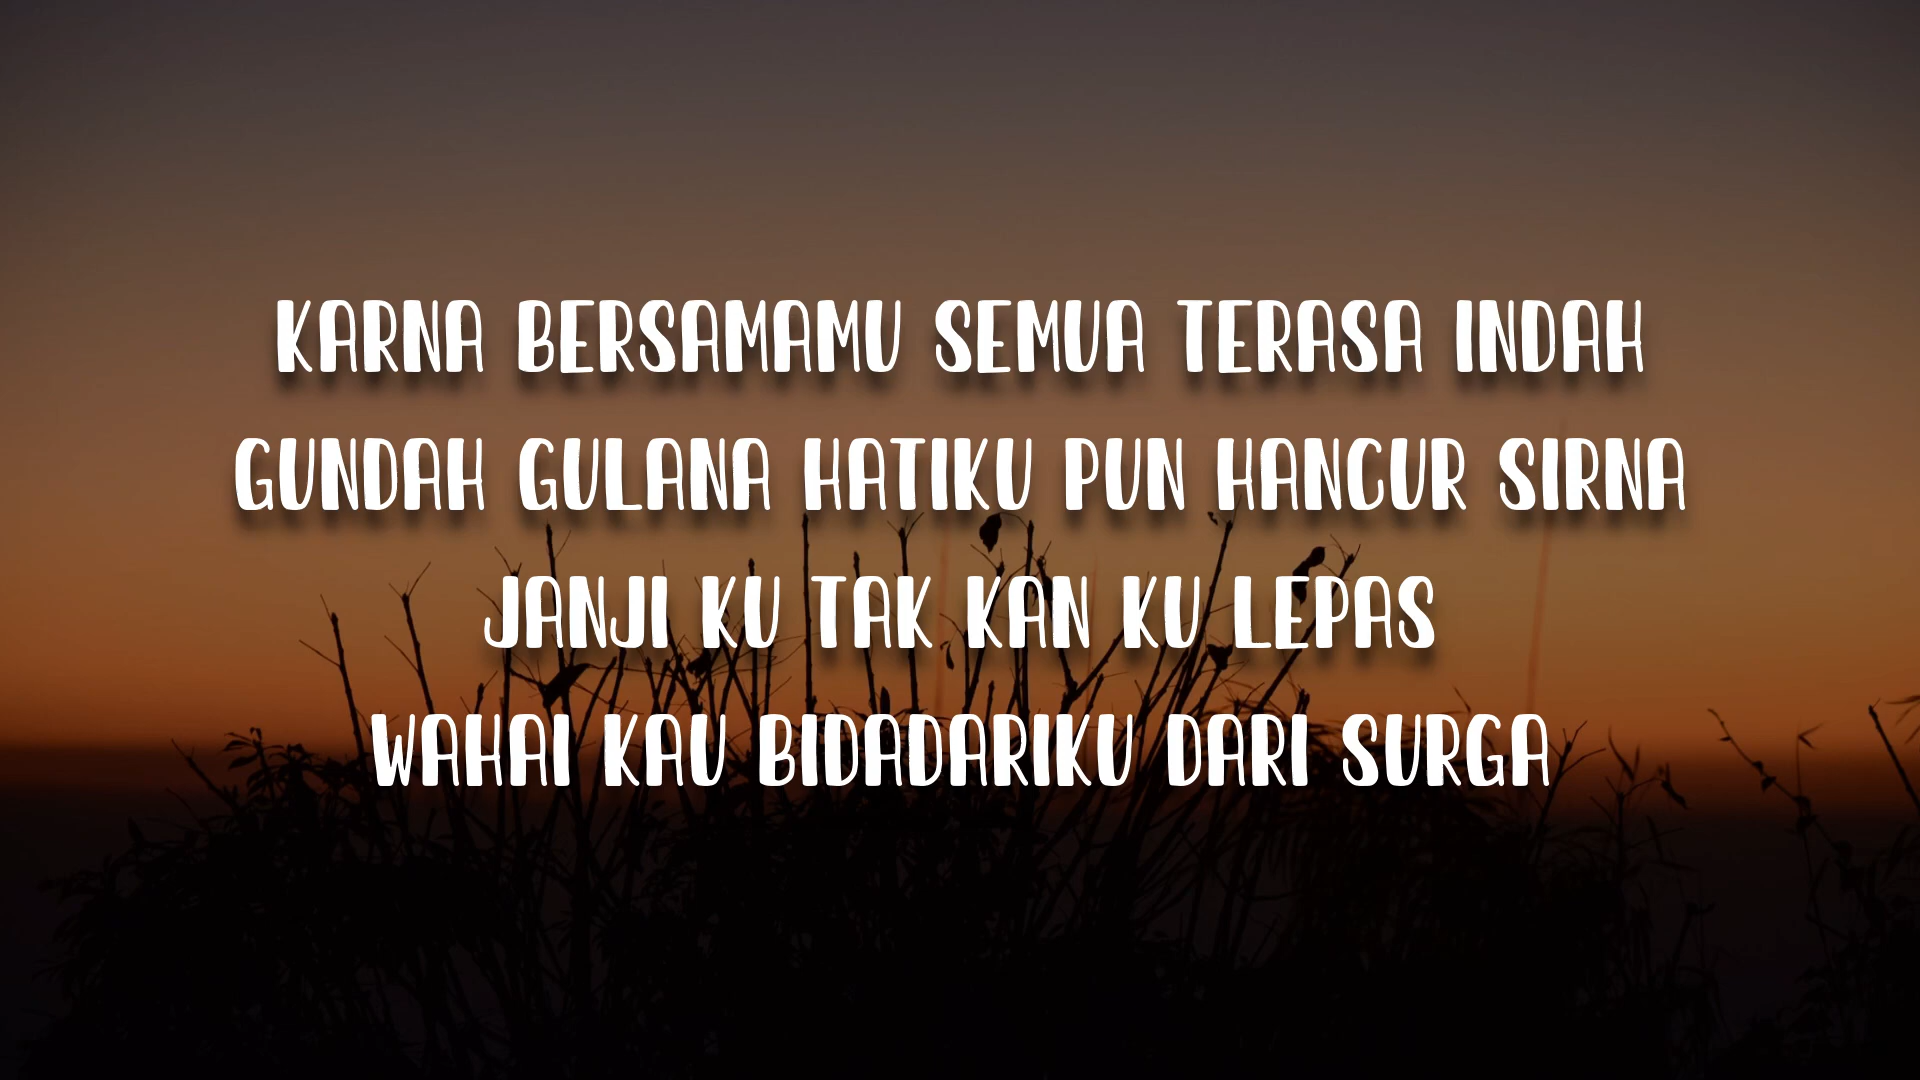 KARNA BERSAMAMU SEMUA TERASA INDAH
GUNDAH GULANA HATIKU PUN HANCUR SIRNA
JANJI KU TAK KAN KU LEPAS
WAHAI KAU BIDADARIKU DARI SURGA